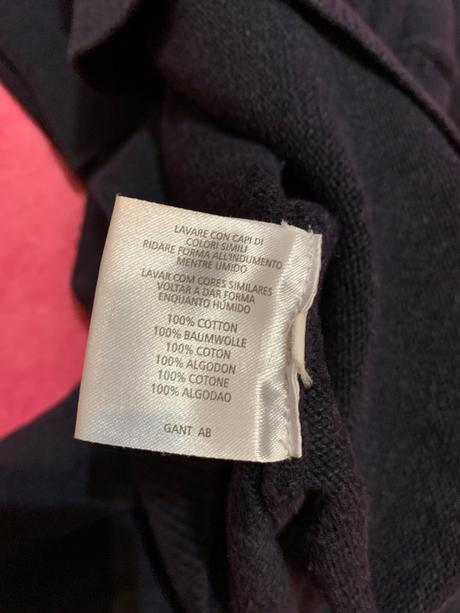 LAVARE CON CAPI DI
COLORI SIMILI
RIDARE FORMA ALL'INDUMENTO
MENTRE UMIDO
LAVAR COM CORES SIMILARES
VOLTAR A DAR FORMA
ENQUANTO HÚMIDO
100% COTTON
100% BAUMWOLLE
100% COTON
100% ALGODON
100% COTONE
100% ALGODAO
GANT AB